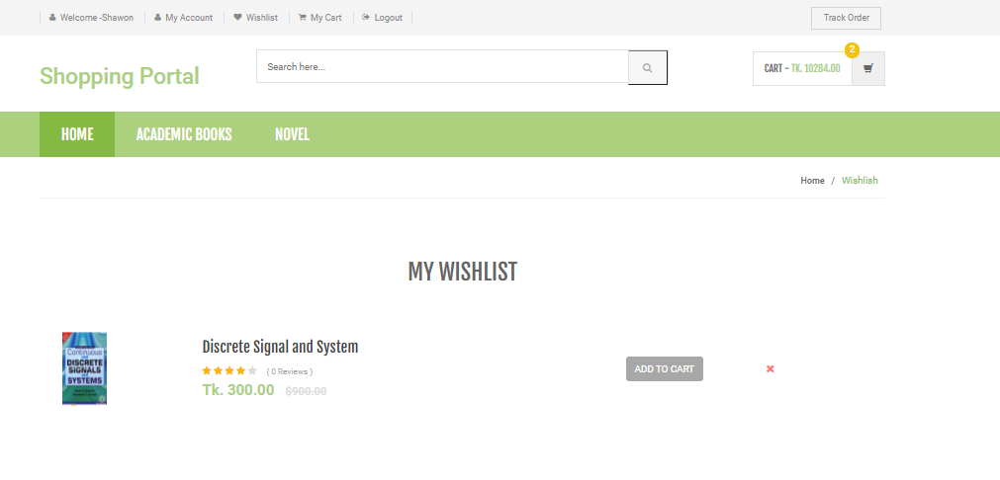 Welcome -Shawon My Account Wishlist My Cart Logout Track Order
Shopping Portal
Search here...
CART - TK. 10284.00
2
HOME ACADEMIC BOOKS NOVEL
Home / Wishlish
MY WISHLIST
Continuous
and
DISCRETE
SIGNALS
and
SYSTEMS
Discrete Signal and System
( 0 Reviews )
Tk. 300.00 $900.00
ADD TO CART